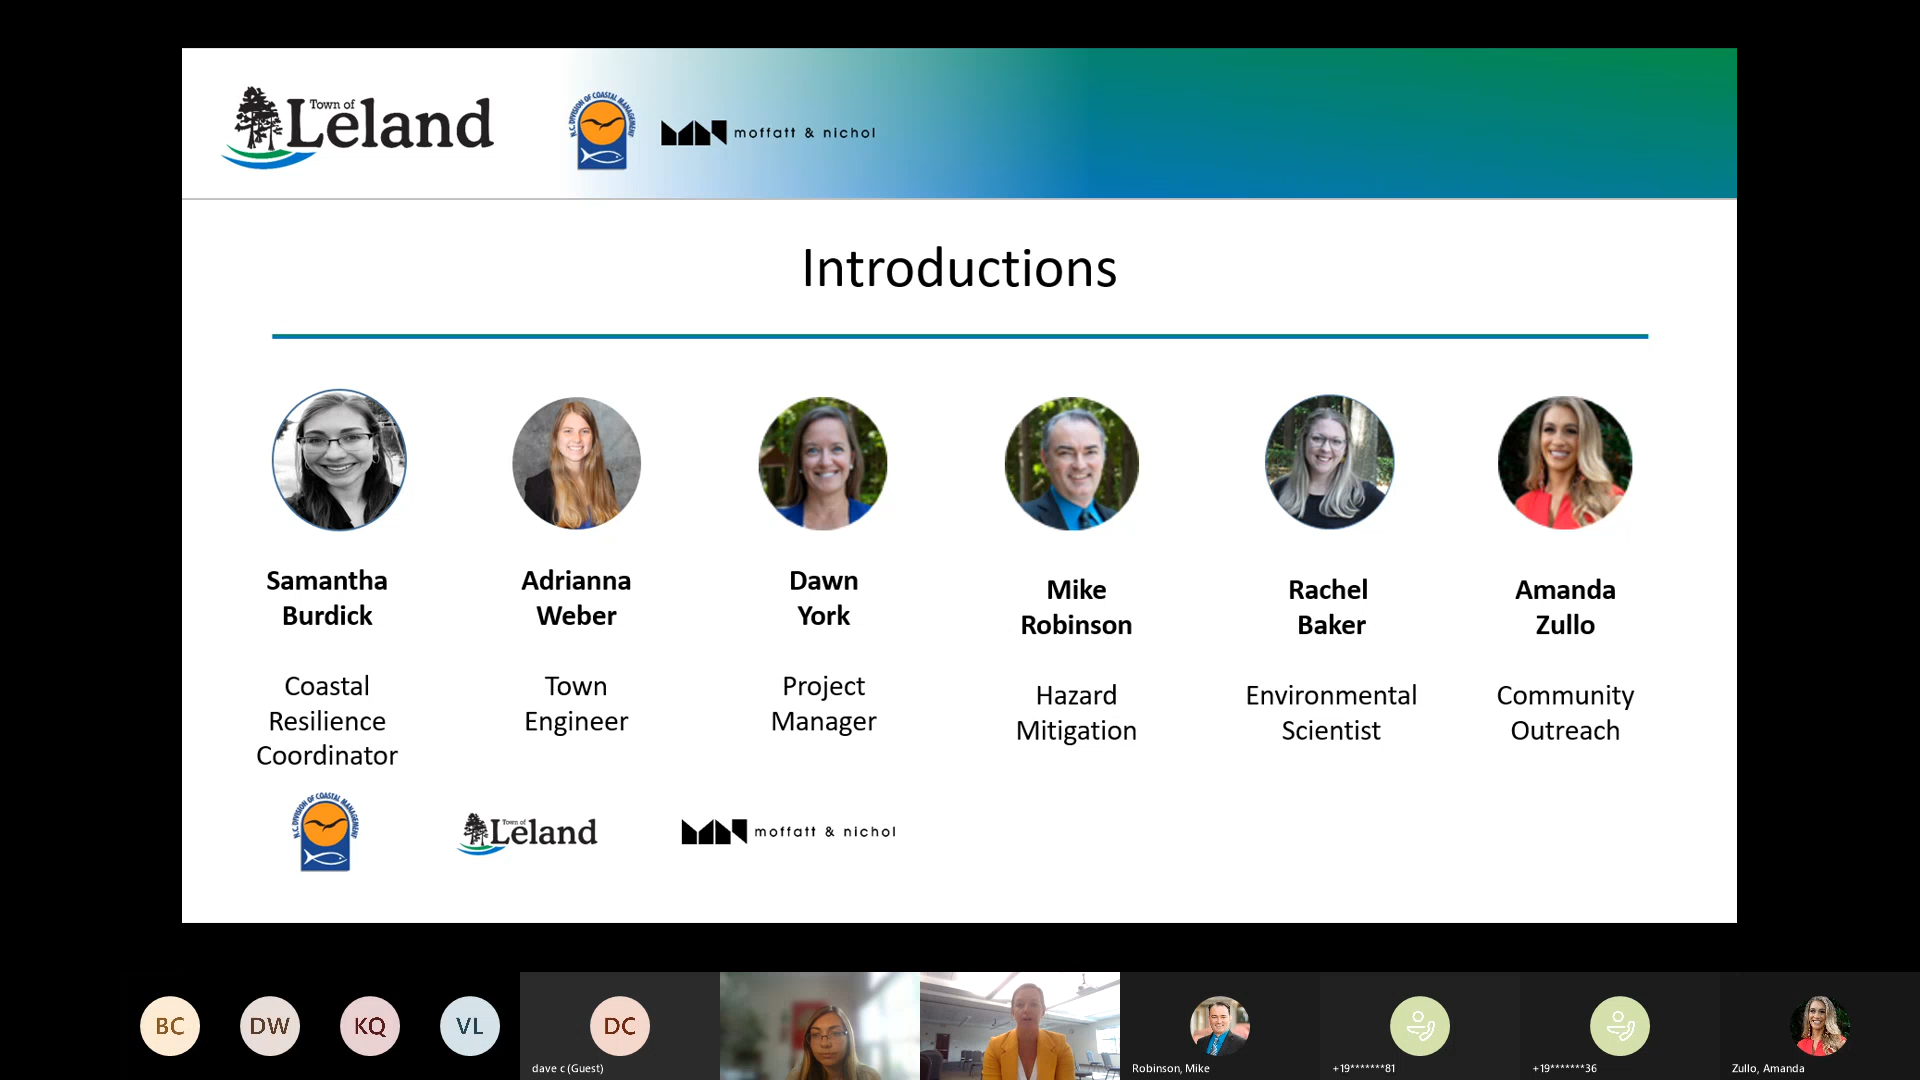 Town of
Leland
N.C. DIVISION OF COASTAL MANAGEMENT
moffatt & nichol
Introductions
Samantha
Burdick
Coastal
Resilience
Coordinator
Adrianna
Weber
Town
Engineer
Dawn
York
Project
Manager
Mike
Robinson
Hazard
Mitigation
Rachel
Baker
Environmental
Scientist
Amanda
Zullo
Community
Outreach
N.C. DIVISION OF COASTAL MANAGEMENT
Town of
Leland
moffatt & nichol
BC
DW
KQ
VL
DC
dave c (Guest)
Robinson, Mike
+19*******81
+19*******36
Zullo, Amanda